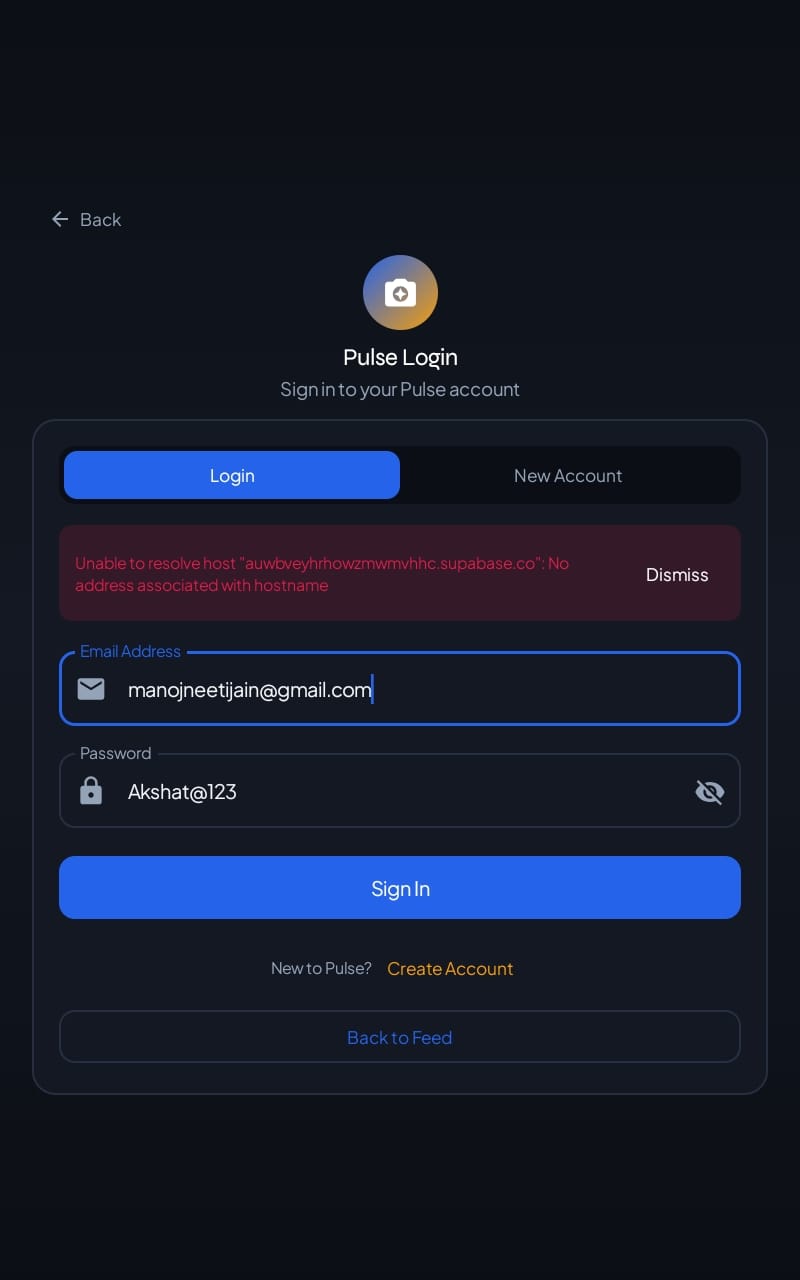 Back
Pulse Login
Sign in to your Pulse account
Login
New Account
Unable to resolve host "auwbveyhrhowzmwmvhhc.supabase.co": No
address associated with hostname
Dismiss
Email Address
manojneetijain@gmail.com
Password
Akshat@123
Sign In
New to Pulse? Create Account
Back to Feed